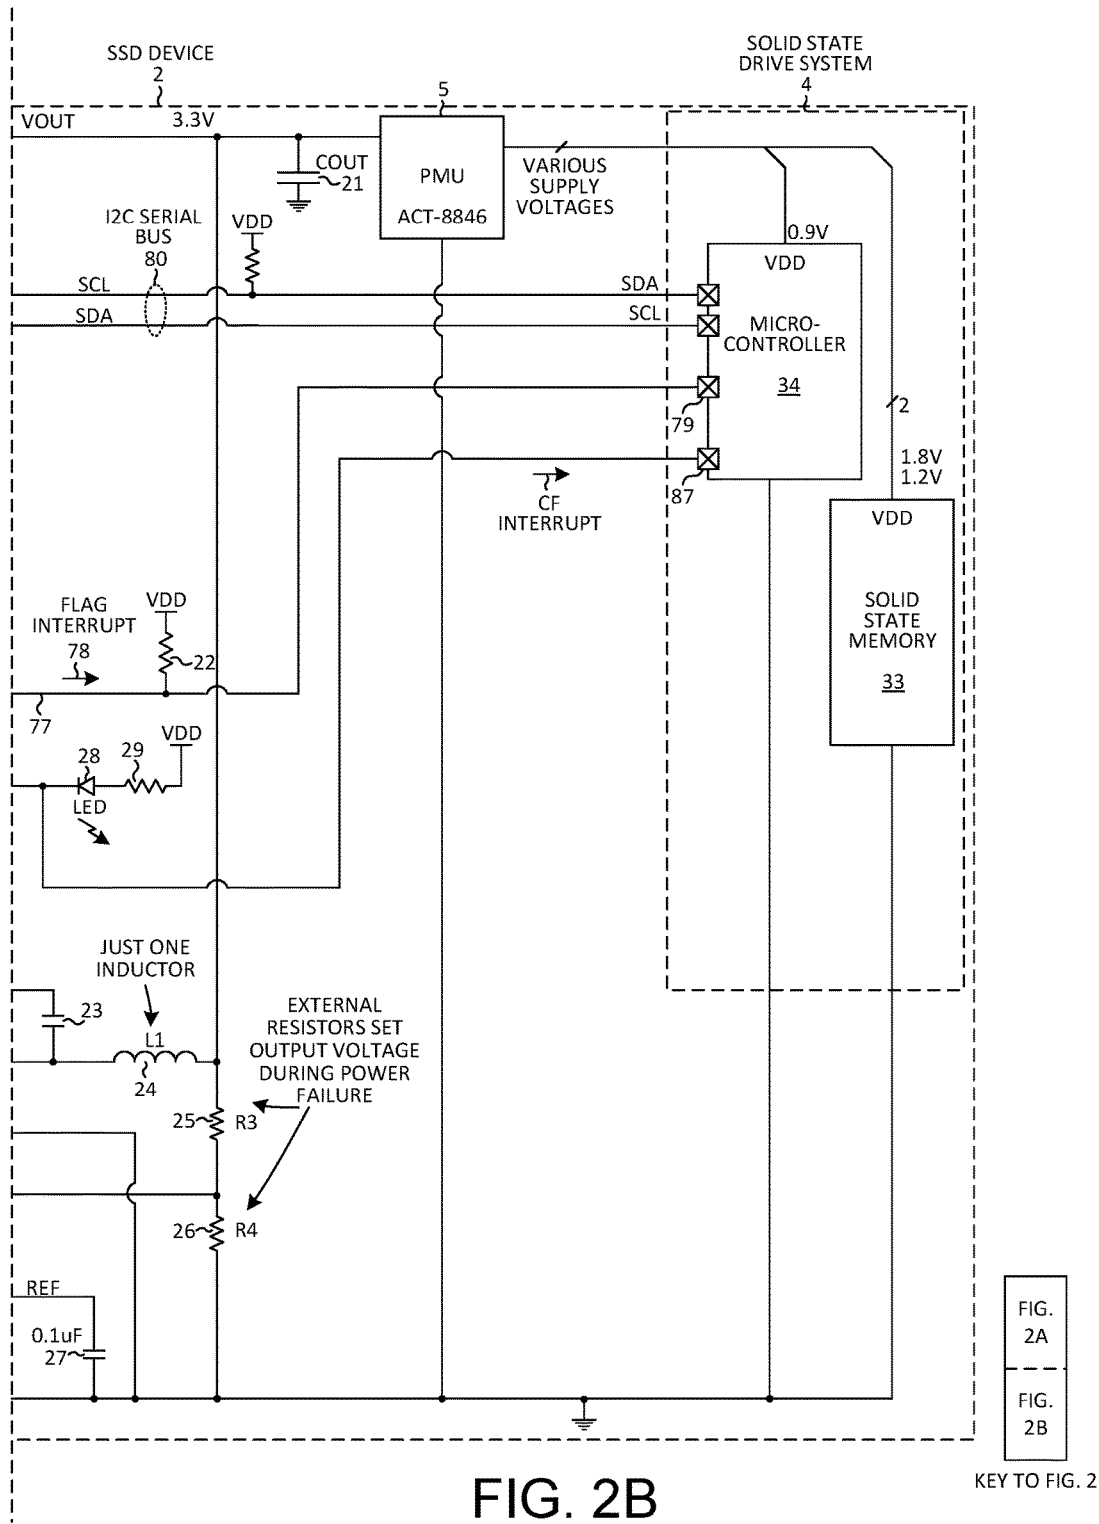 SSD DEVICE
2
SOLID STATE
DRIVE SYSTEM
4
5
VOUT
3.3V
COUT
21
PMU
ACT-8846
VARIOUS
SUPPLY
VOLTAGES
I2C SERIAL
BUS
80
VDD
0.9V
VDD
SCL
SDA
SDA
SCL
MICRO-
CONTROLLER
34
79
2
87
CF
INTERRUPT
1.8V
1.2V
VDD
SOLID
STATE
MEMORY
33
FLAG
INTERRUPT
78
VDD
22
77
VDD
28
29
LED
JUST ONE
INDUCTOR
23
L1
24
EXTERNAL
RESISTORS SET
OUTPUT VOLTAGE
DURING POWER
FAILURE
25
R3
26
R4
REF
0.1uF
27
FIG.
2A
FIG.
2B
KEY TO FIG. 2
FIG. 2B